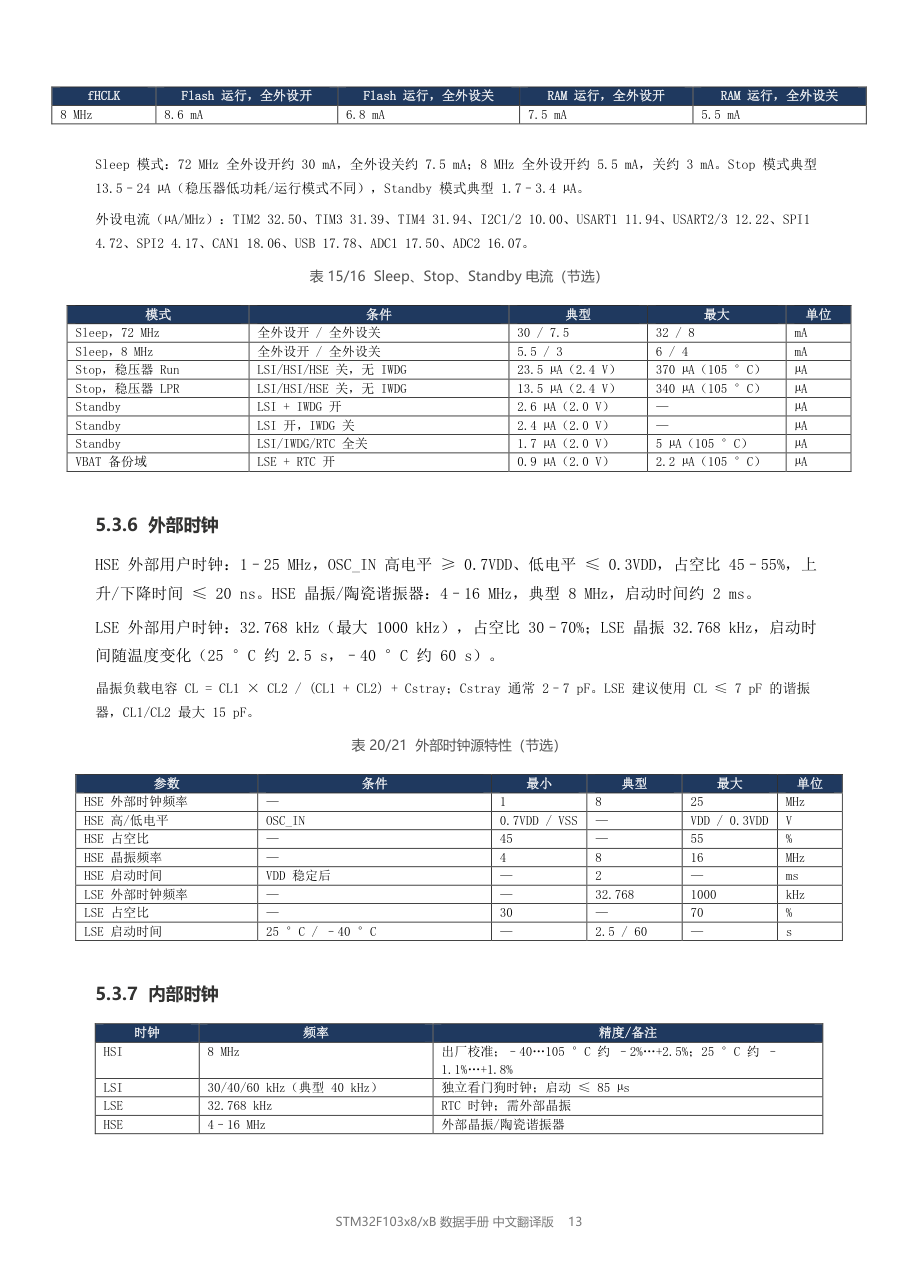 fHCLK Flash 运行，全外设开 Flash 运行，全外设关 RAM 运行，全外设开 RAM 运行，全外设关
8 MHz 8.6 mA 6.8 mA 7.5 mA 5.5 mA
Sleep 模式：72 MHz 全外设开约 30 mA，全外设关约 7.5 mA；8 MHz 全外设开约 5.5 mA，关约 3 mA。Stop 模式典型
13.5–24 μA（稳压器低功耗/运行模式不同），Standby 模式典型 1.7–3.4 μA。
外设电流（μA/MHz）：TIM2 32.50、TIM3 31.39、TIM4 31.94、I2C1/2 10.00、USART1 11.94、USART2/3 12.22、SPI1
4.72、SPI2 4.17、CAN1 18.06、USB 17.78、ADC1 17.50、ADC2 16.07。
表 15/16 Sleep、Stop、Standby 电流（节选）
模式 条件 典型 最大 单位
Sleep，72 MHz 全外设开 / 全外设关 30 / 7.5 32 / 8 mA
Sleep，8 MHz 全外设开 / 全外设关 5.5 / 3 6 / 4 mA
Stop，稳压器 Run LSI/HSI/HSE 关，无 IWDG 23.5 μA（2.4 V） 370 μA（105 °C） μA
Stop，稳压器 LPR LSI/HSI/HSE 关，无 IWDG 13.5 μA（2.4 V） 340 μA（105 °C） μA
Standby LSI + IWDG 开 2.6 μA（2.0 V） — μA
Standby LSI 开，IWDG 关 2.4 μA（2.0 V） — μA
Standby LSI/IWDG/RTC 全关 1.7 μA（2.0 V） 5 μA（105 °C） μA
VBAT 备份域 LSE + RTC 开 0.9 μA（2.0 V） 2.2 μA（105 °C） μA
5.3.6 外部时钟
HSE 外部用户时钟：1–25 MHz，OSC_IN 高电平 ≥ 0.7VDD、低电平 ≤ 0.3VDD，占空比 45–55%，上
升/下降时间 ≤ 20 ns。HSE 晶振/陶瓷谐振器：4–16 MHz，典型 8 MHz，启动时间约 2 ms。
LSE 外部用户时钟：32.768 kHz（最大 1000 kHz），占空比 30–70%；LSE 晶振 32.768 kHz，启动时
间随温度变化（25 °C 约 2.5 s，–40 °C 约 60 s）。
晶振负载电容 CL = CL1 × CL2 / (CL1 + CL2) + Cstray；Cstray 通常 2–7 pF。LSE 建议使用 CL ≤ 7 pF 的谐振
器，CL1/CL2 最大 15 pF。
表 20/21 外部时钟源特性（节选）
参数 条件 最小 典型 最大 单位
HSE 外部时钟频率 — 1 8 25 MHz
HSE 高/低电平 OSC_IN 0.7VDD / VSS — VDD / 0.3VDD V
HSE 占空比 — 45 — 55 %
HSE 晶振频率 — 4 8 16 MHz
HSE 启动时间 VDD 稳定后 — 2 — ms
LSE 外部时钟频率 — — 32.768 1000 kHz
LSE 占空比 — 30 — 70 %
LSE 启动时间 25 °C / –40 °C — 2.5 / 60 — s
5.3.7 内部时钟
时钟 频率 精度/备注
HSI 8 MHz 出厂校准；–40…105 °C 约 –2%…+2.5%；25 °C 约 –
1.1%…+1.8%
LSI 30/40/60 kHz（典型 40 kHz） 独立看门狗时钟；启动 ≤ 85 μs
LSE 32.768 kHz RTC 时钟；需外部晶振
HSE 4–16 MHz 外部晶振/陶瓷谐振器
STM32F103x8/xB 数据手册 中文翻译版 13